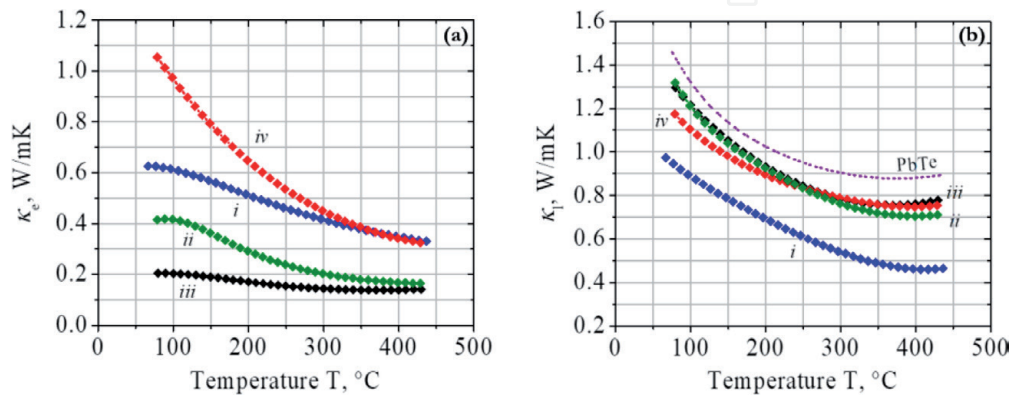 (a)
κe, W/mK
1.2
1.0
0.8
0.6
0.4
0.2
0.0
iv
i
ii
iii
0 100 200 300 400 500
Temperature T, °C
(b)
κl, W/mK
1.6
1.4
1.2
1.0
0.8
0.6
0.4
0.2
PbTe
iv
iii
ii
i
0 100 200 300 400 500
Temperature T, °C